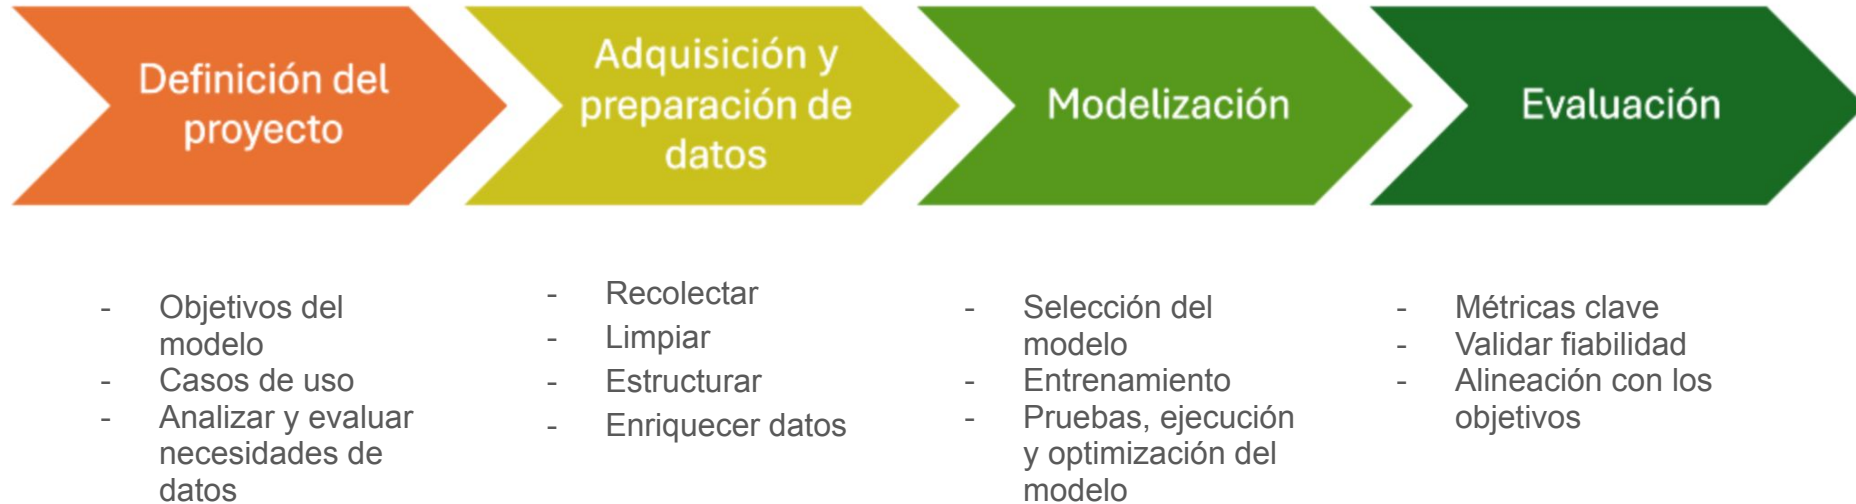 Definición del
proyecto
Adquisición y
preparación de
datos
Modelización
Evaluación
- Objetivos del
modelo
- Casos de uso
- Analizar y evaluar
necesidades de
datos
- Recolectar
- Limpiar
- Estructurar
- Enriquecer datos
- Selección del
modelo
- Entrenamiento
- Pruebas, ejecución
y optimización del
modelo
- Métricas clave
- Validar fiabilidad
- Alineación con los
objetivos